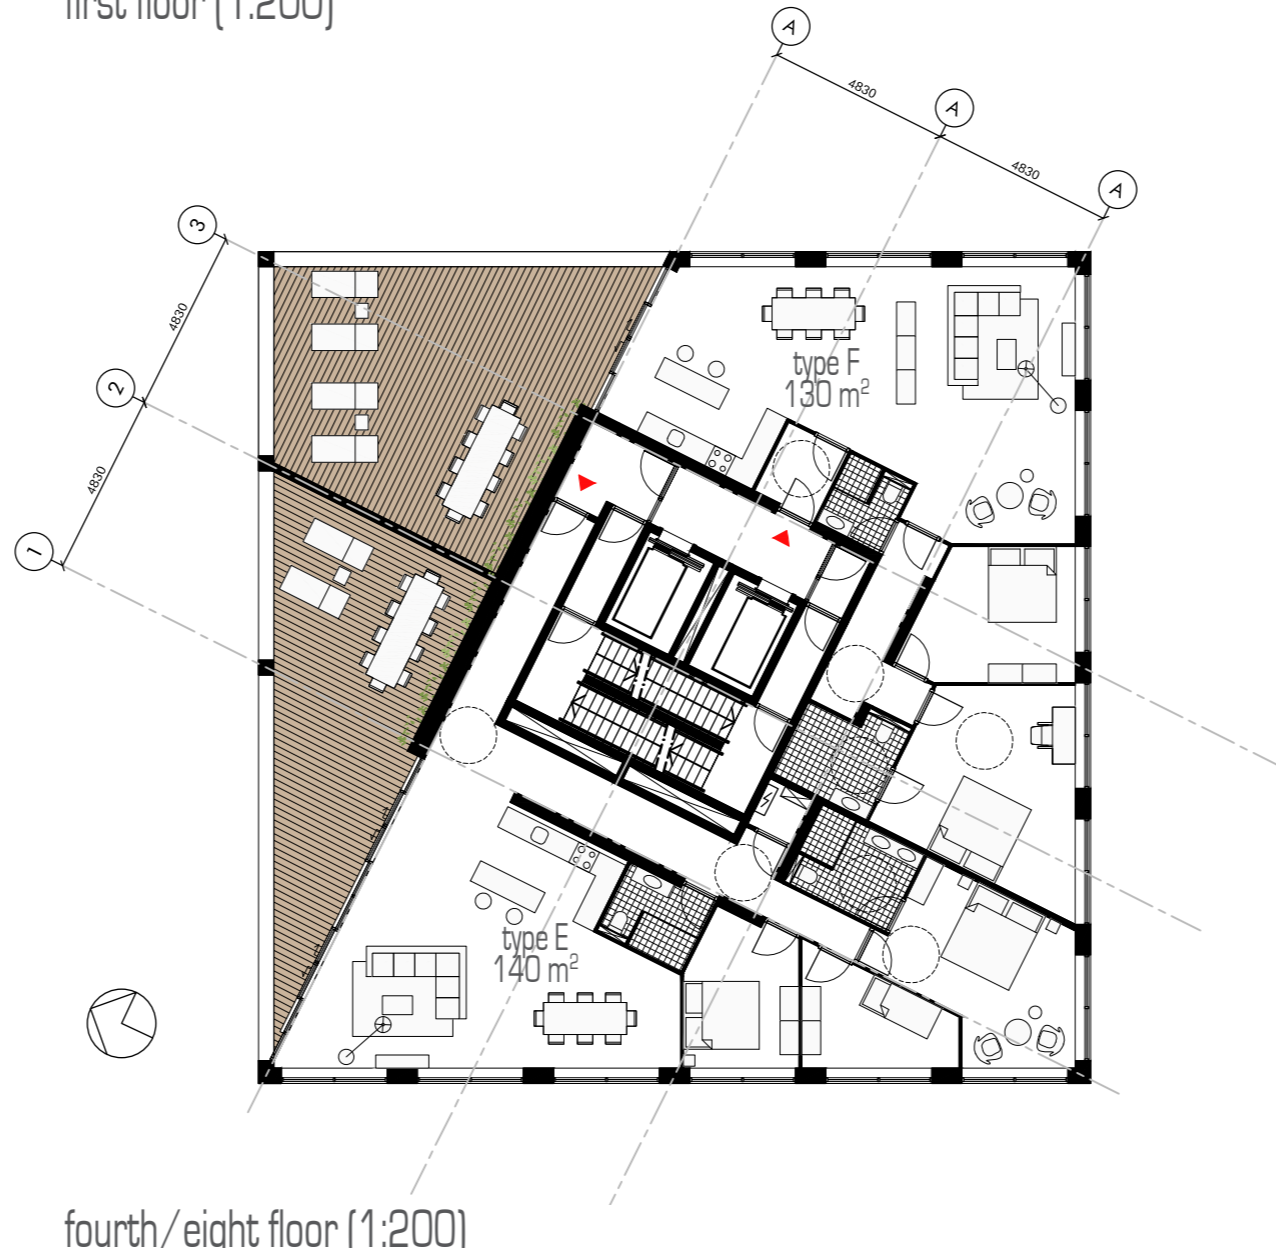 first floor (1:200)
A
4830
A
4830
A
3
4830
2
4830
1
type F
130 m²
type E
140 m²
fourth/eight floor (1:200)